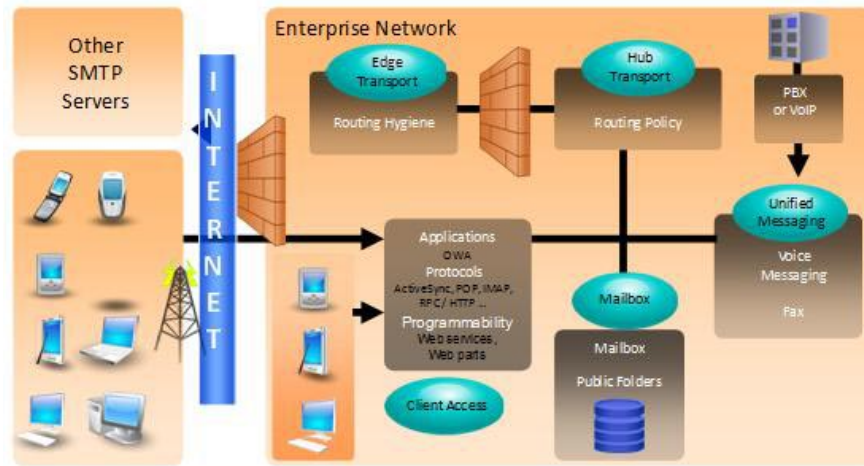 Other
SMTP
Servers
INTERNET
Enterprise Network
Edge
Transport
Routing Hygiene
Hub
Transport
Routing Policy
PBX
or VoIP
Unified
Messaging
Voice
Messaging
Fax
Applications
OWA
Protocols
ActiveSync, POP, IMAP,
RPC / HTTP ...
Programmability
Web services,
Web parts
Client Access
Mailbox
Mailbox
Public Folders